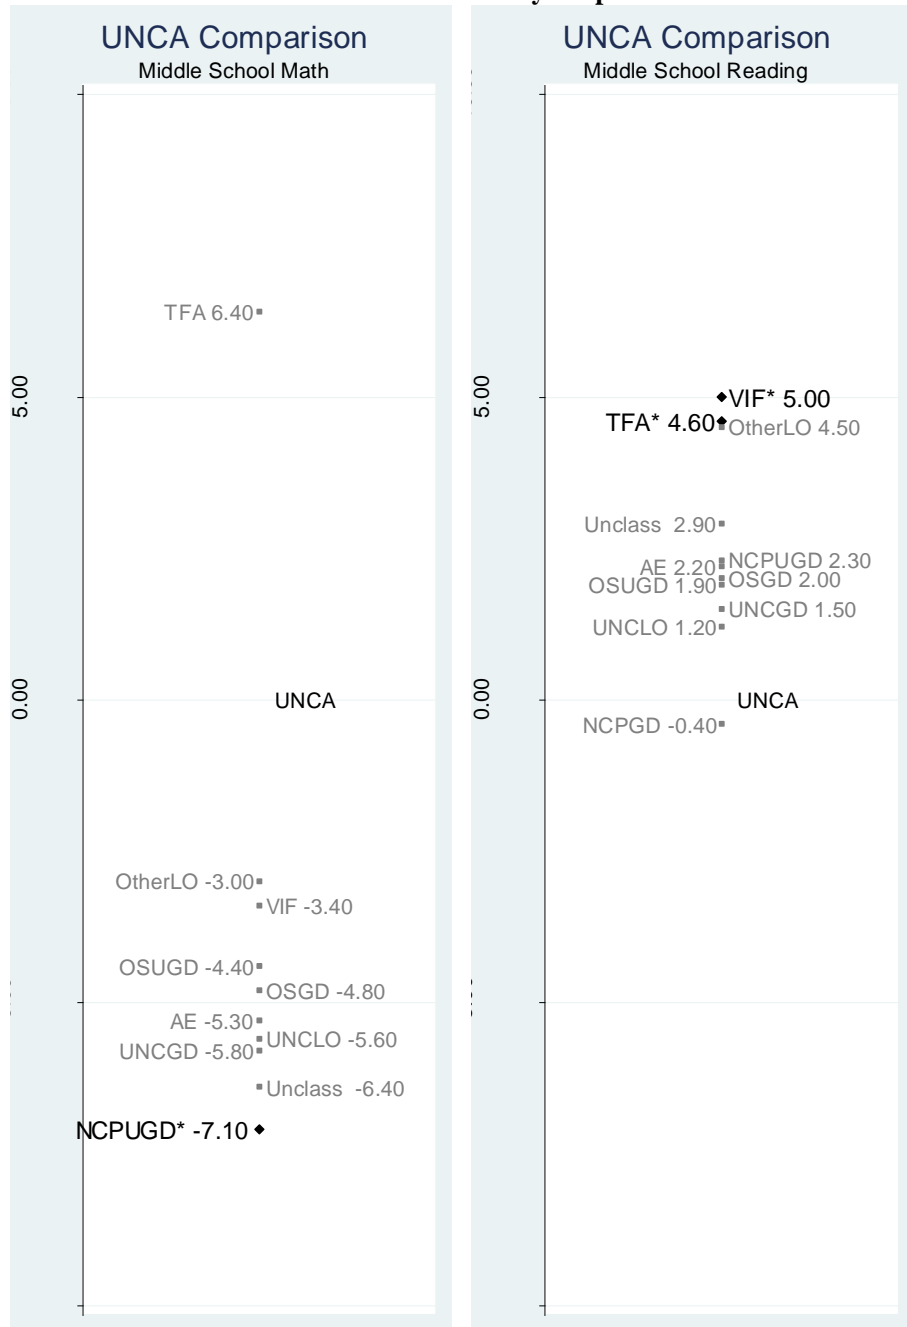 UNCA Comparison
Middle School Math
5.00
0.00
TFA 6.40
UNCA
OtherLO -3.00
VIF -3.40
OSUGD -4.40
OSGD -4.80
AE -5.30
UNCLO -5.60
UNCGD -5.80
Unclass -6.40
NCPUGD* -7.10
UNCA Comparison
Middle School Reading
5.00
0.00
VIF* 5.00
TFA* 4.60
OtherLO 4.50
Unclass 2.90
NCPUGD 2.30
AE 2.20
OSGD 2.00
OSUGD 1.90
UNCGD 1.50
UNCLO 1.20
UNCA
NCPGD -0.40